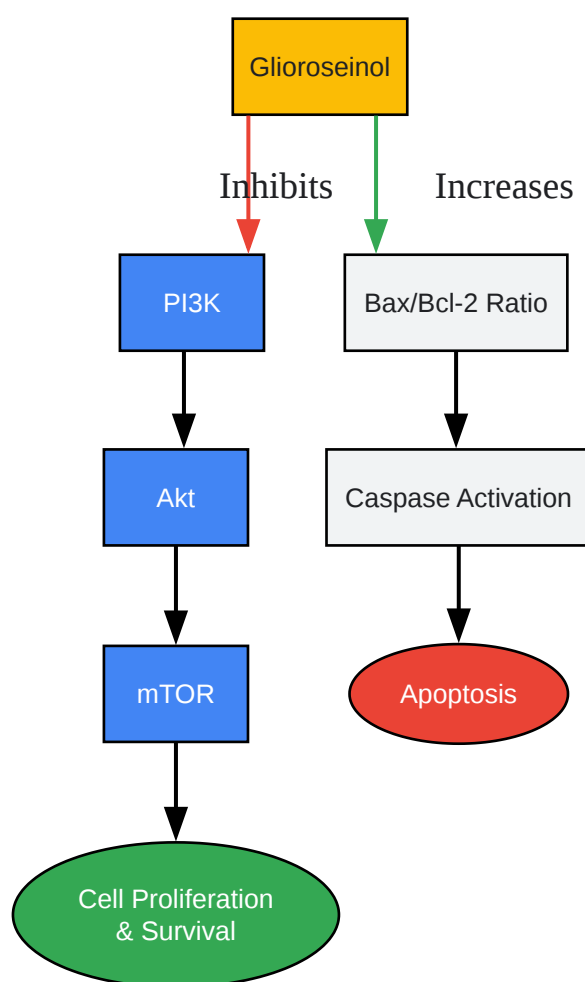 Glioroseinol
Inhibits
Increases
PI3K
Bax/Bcl-2 Ratio
Akt
Caspase Activation
mTOR
Apoptosis
Cell Proliferation
& Survival